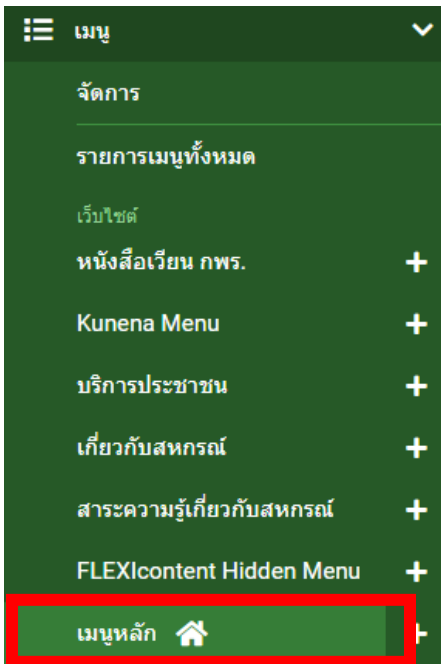 เมนู
จัดการ
รายการเมนูทั้งหมด
เว็บไซต์
หนังสือเวียน กพร.
Kunena Menu
บริการประชาชน
เกี่ยวกับสหกรณ์
สาระความรู้เกี่ยวกับสหกรณ์
FLEXIcontent Hidden Menu
เมนูหลัก